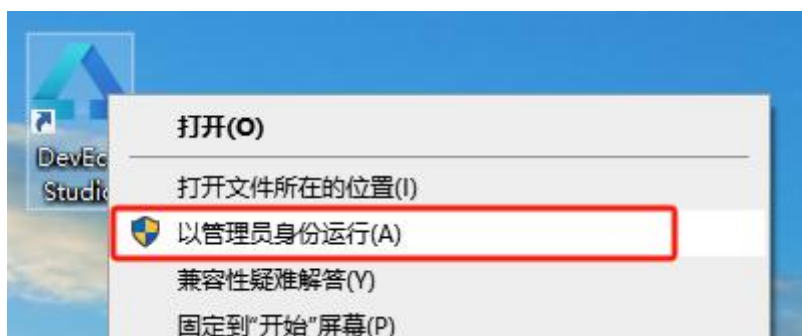 打开(O)
DevEc
Studio
打开文件所在的位置(I)
以管理员身份运行(A)
兼容性疑难解答(Y)
固定到"开始"屏幕(P)